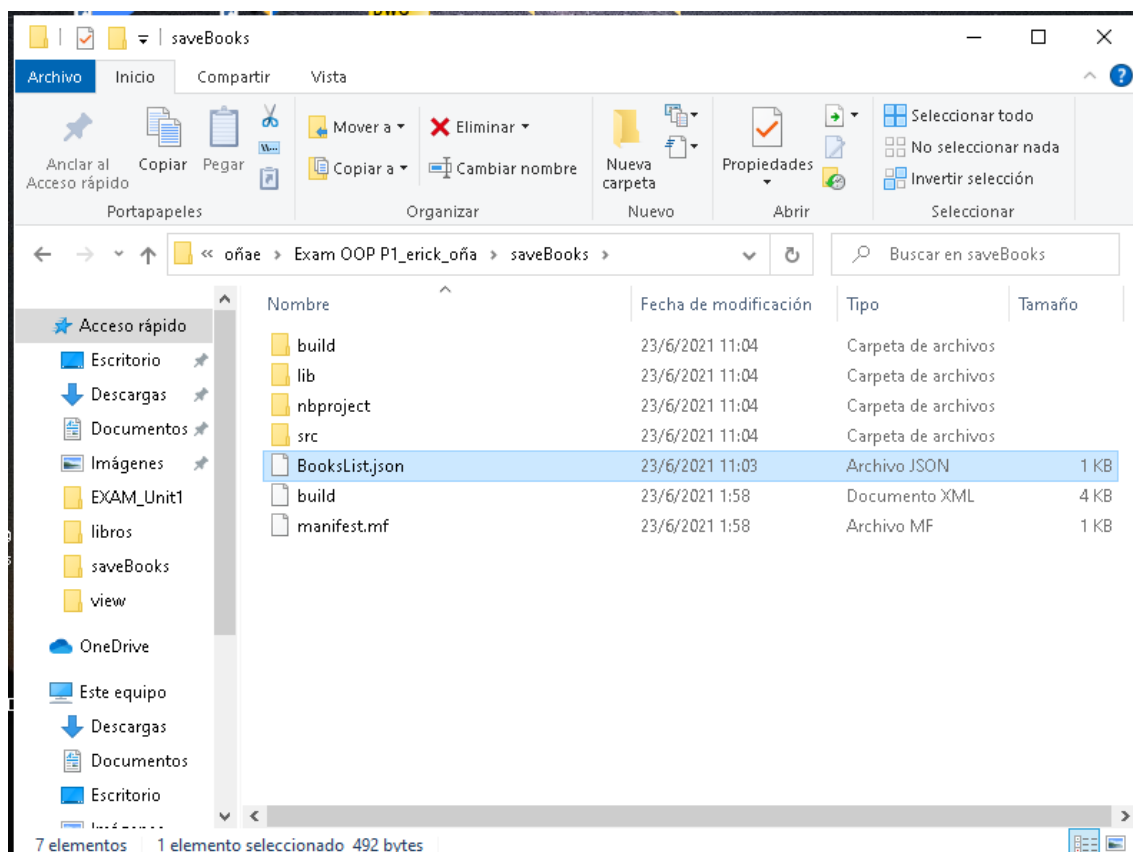 saveBooks
Archivo Inicio Compartir Vista
Anclar al Acceso rápido
Copiar
Pegar
Mover a
Copiar a
Eliminar
Cambiar nombre
Nueva carpeta
Propiedades
Seleccionar todo
No seleccionar nada
Invertir selección
Portapapeles Organizar Nuevo Abrir Seleccionar
« oñae > Exam OOP P1_erick_oña > saveBooks >
Buscar en saveBooks
Nombre Fecha de modificación Tipo Tamaño
build 23/6/2021 11:04 Carpeta de archivos
lib 23/6/2021 11:04 Carpeta de archivos
nbproject 23/6/2021 11:04 Carpeta de archivos
src 23/6/2021 11:04 Carpeta de archivos
BooksList.json 23/6/2021 11:03 Archivo JSON 1 KB
build 23/6/2021 1:58 Documento XML 4 KB
manifest.mf 23/6/2021 1:58 Archivo MF 1 KB
Acceso rápido
Escritorio
Descargas
Documentos
Imágenes
EXAM_Unit1
libros
saveBooks
view
OneDrive
Este equipo
Descargas
Documentos
Escritorio
7 elementos 1 elemento seleccionado 492 bytes